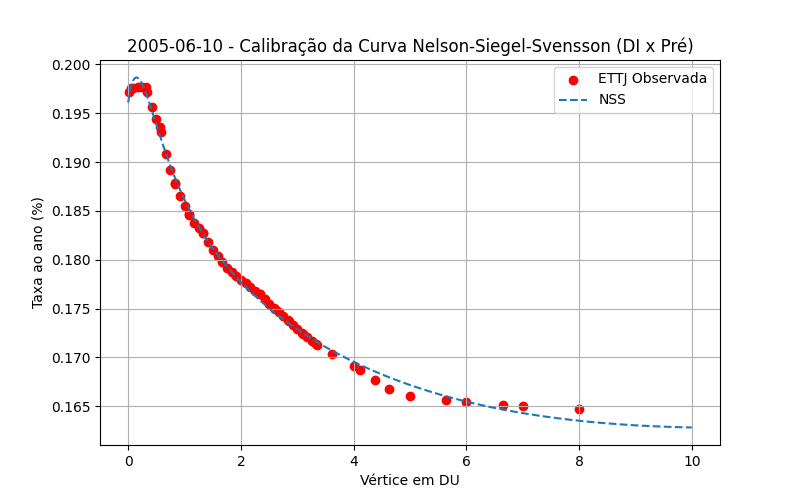 2005-06-10 - Calibração da Curva Nelson-Siegel-Svensson (DI x Pré)
0.200
0.195
0.190
0.185
0.180
0.175
0.170
0.165
Taxa ao ano (%)
ETTJ Observada
NSS
0
2
4
6
8
10
Vértice em DU